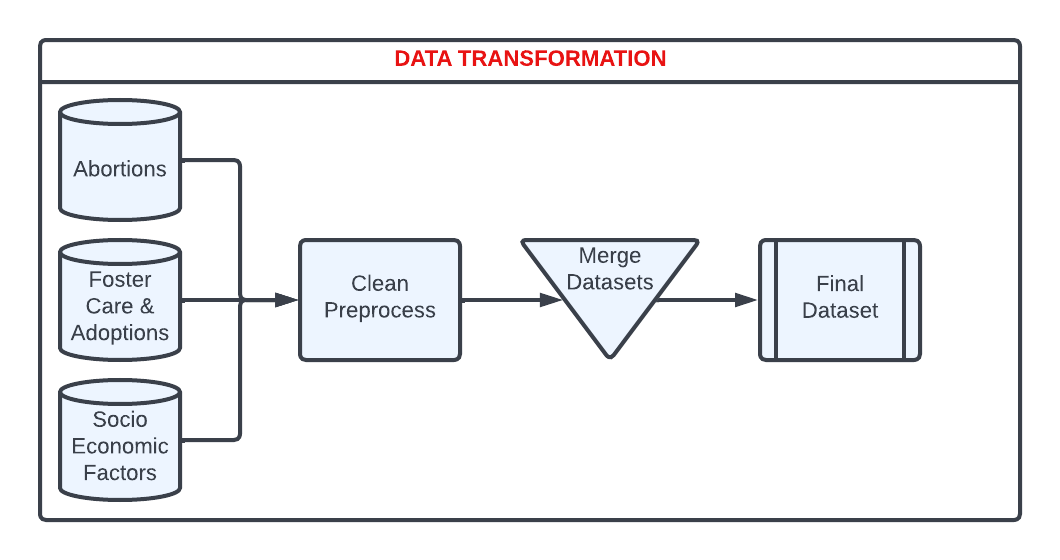 DATA TRANSFORMATION
Abortions
Foster
Care &
Adoptions
Socio
Economic
Factors
Clean
Preprocess
Merge
Datasets
Final
Dataset